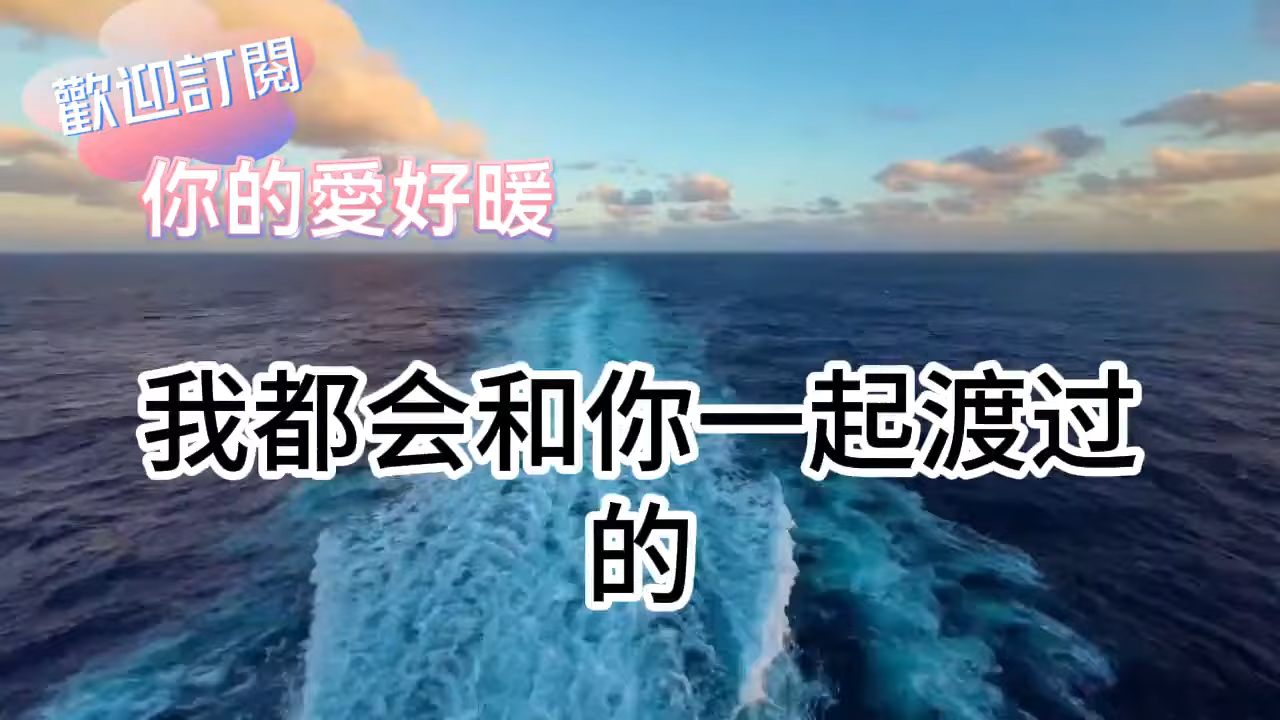 歡迎訂閱
你的愛好暖
我都会和你一起渡过
的